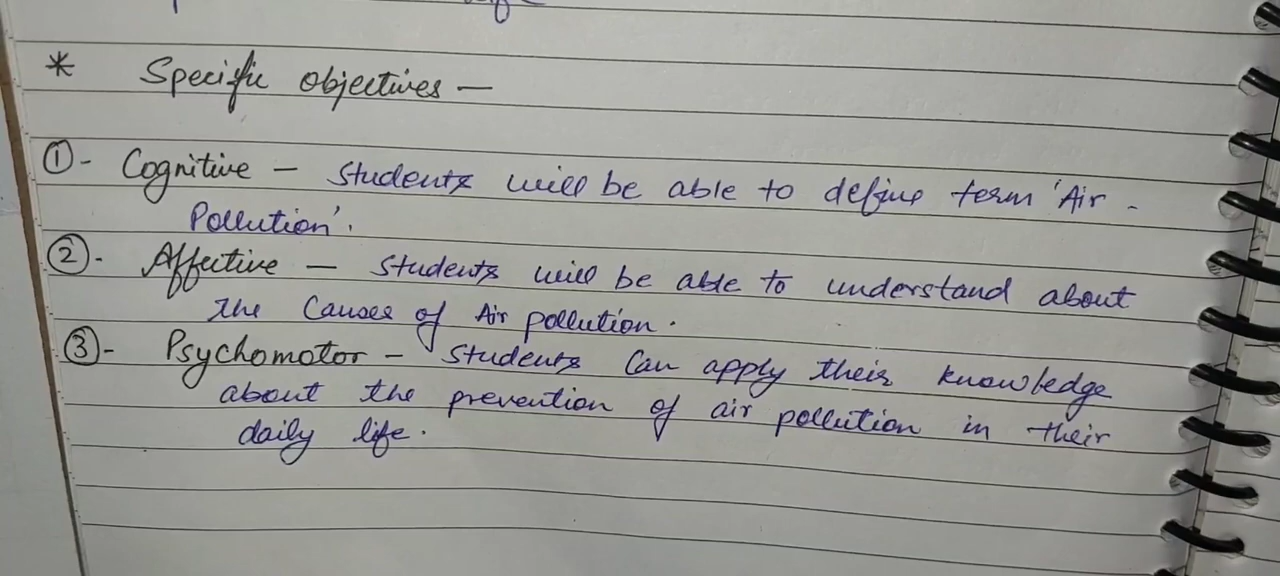 * Specific objectives —
①- Cognitive — Students will be able to define term 'Air -
Pollution'.
②- Affective — Students will be able to understand about
the Causes of Air pollution.
③- Psychomotor - Students Can apply their knowledge
about the prevention of air pollution in their
daily life.